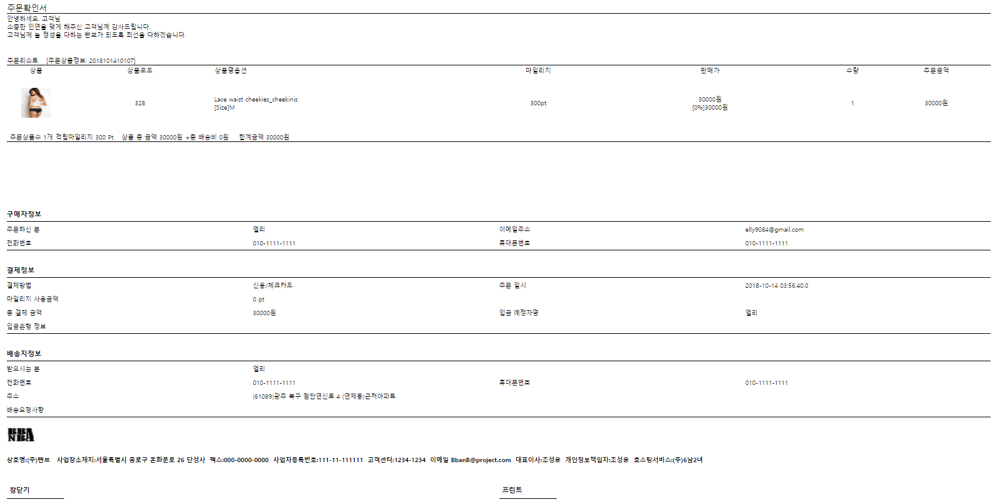 주문확인서
안녕하세요. 고객님
소중한 인연을 맺게 해주신 고객님께 감사드립니다.
고객님께 늘 정성을 다하는 빤브가 되도록 최선을 다하겠습니다.
주문리스트 [주문상품정보: 2018101410107]
상품 상품코드 상품명옵션 마일리지 판매가 수량 주문금액
328 Lace waist cheekies_cheekinis [Size]M 300pt 30000원 [0%]30000원 1 30000원
주문상품수 1개 적립마일리지 300 Pt 상품 총 금액 30000원 +총 배송비 0원 합계금액 30000원
구매자정보
주문하신 분 엘리 이메일주소 elly9084@gmail.com
전화번호 010-1111-1111 휴대폰번호 010-1111-1111
결제정보
결제방법 신용/체크카드 주문 일시 2018-10-14 03:56:40.0
마일리지 사용금액 0 pt
총 결제 금액 30000원 입금 예정자명 엘리
입금은행 정보
배송지정보
받으시는 분 엘리
전화번호 010-1111-1111 휴대폰번호 010-1111-1111
주소 (61089)광주 북구 첨단연신로 4 (연제동)근처아파트
배송요청사항
BBA
NBA
상호명:(주)빤브 사업장소재지:서울특별시 종로구 돈화문로 26 단성사 팩스:000-0000-0000 사업자등록번호:111-11-111111 고객센터:1234-1234 이메일 BbanB@project.com 대표이사:조성윤 개인정보책임자:조성윤 호스팅서비스:(주)6남2녀
창닫기 프린트